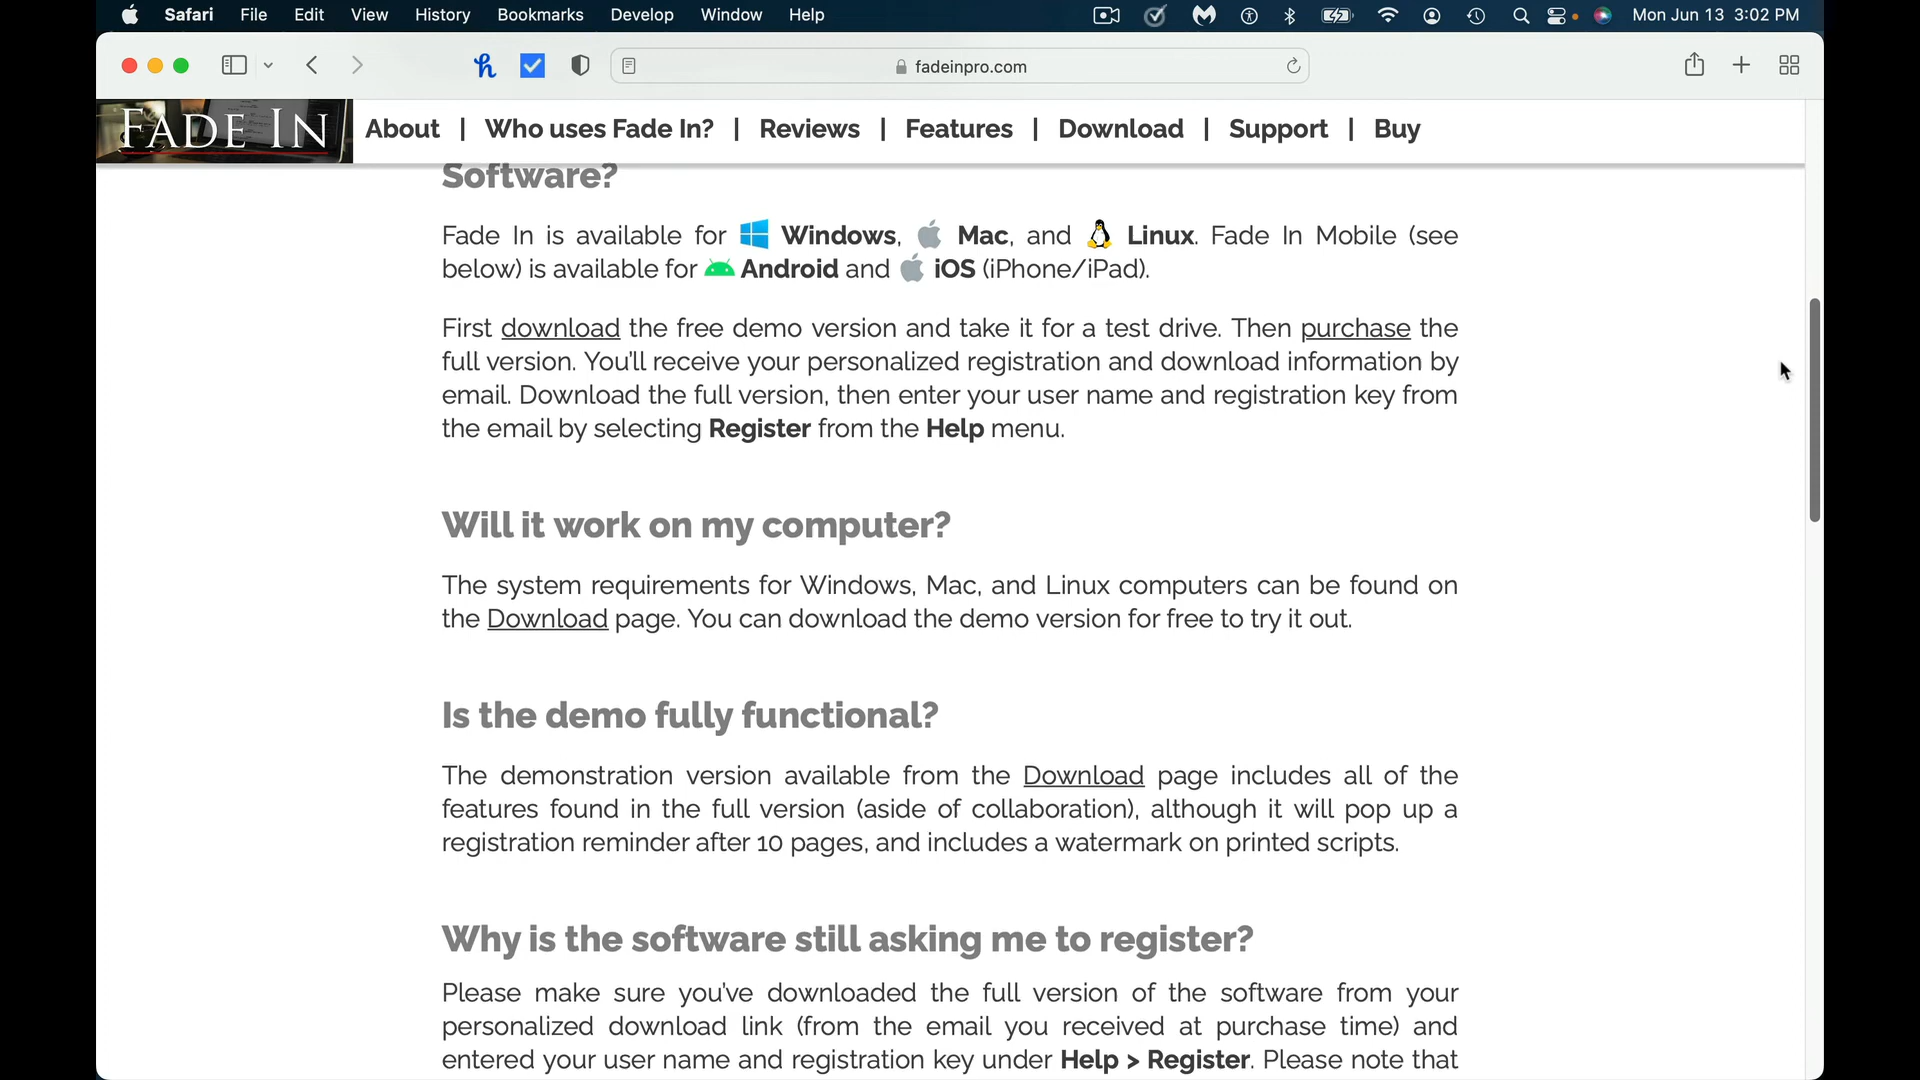 Safari File Edit View History Bookmarks Develop Window Help Mon Jun 13 3:02 PM
fadeinpro.com
FADE IN About | Who uses Fade In? | Reviews | Features | Download | Support | Buy
Software?
Fade In is available for Windows, Mac, and Linux. Fade In Mobile (see
below) is available for Android and iOS (iPhone/iPad).
First download the free demo version and take it for a test drive. Then purchase the
full version. You'll receive your personalized registration and download information by
email. Download the full version, then enter your user name and registration key from
the email by selecting Register from the Help menu.
Will it work on my computer?
The system requirements for Windows, Mac, and Linux computers can be found on
the Download page. You can download the demo version for free to try it out.
Is the demo fully functional?
The demonstration version available from the Download page includes all of the
features found in the full version (aside of collaboration), although it will pop up a
registration reminder after 10 pages, and includes a watermark on printed scripts.
Why is the software still asking me to register?
Please make sure you've downloaded the full version of the software from your
personalized download link (from the email you received at purchase time) and
entered your user name and registration key under Help > Register. Please note that